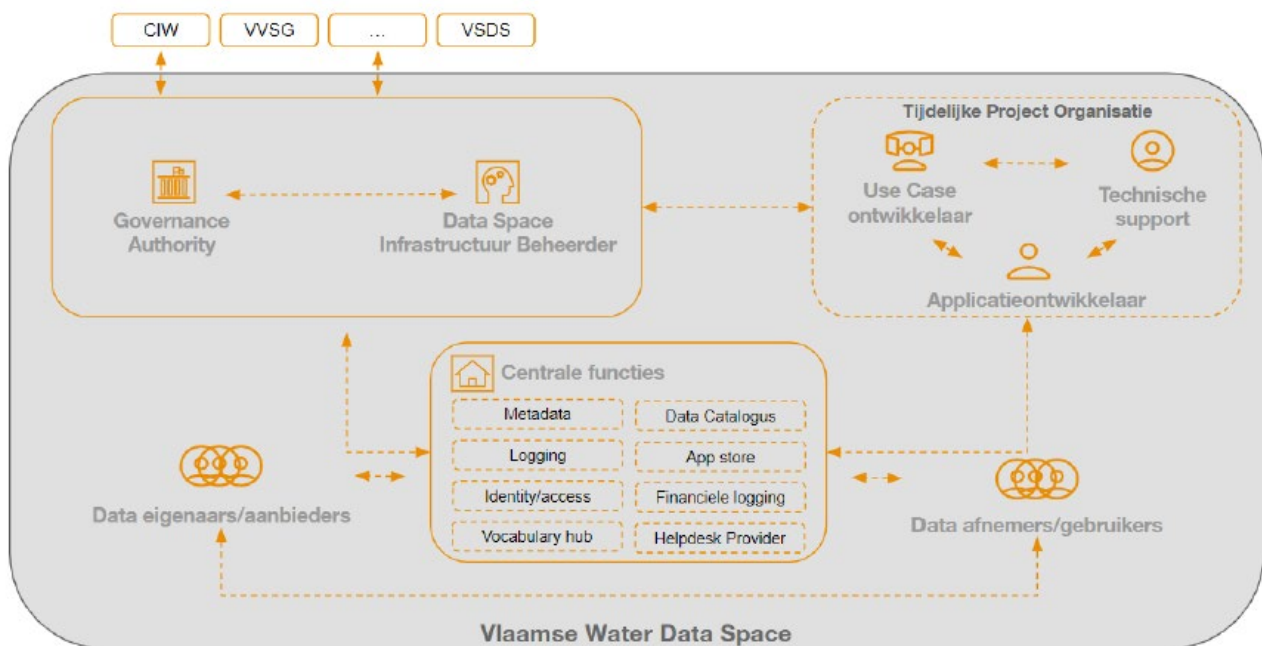 CIW
VVSG
...
VSDS
Tijdelijke Project Organisatie
Governance
Authority
Data Space
Infrastructuur Beheerder
Use Case
ontwikkelaar
Technische
support
Applicatieontwikkelaar
Centrale functies
Metadata
Data Catalogus
Logging
App store
Identity/access
Financiele logging
Vocabulary hub
Helpdesk Provider
Data eigenaars/aanbieders
Data afnemers/gebruikers
Vlaamse Water Data Space